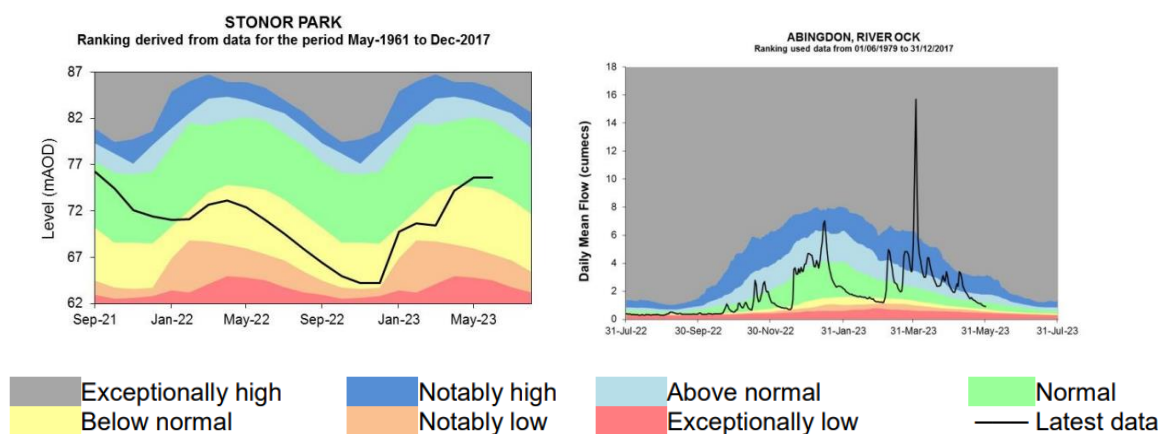 STONOR PARK
Ranking derived from data for the period May-1961 to Dec-2017
87
82
77
72
67
62
Level (mAOD)
Sep-21
Jan-22
May-22
Sep-22
Jan-23
May-23
ABINGDON, RIVER OCK
Ranking used data from 01/06/1979 to 31/12/2017
18
16
14
12
10
8
6
4
2
0
Daily Mean Flow (cumecs)
31-Jul-22
30-Sep-22
30-Nov-22
31-Jan-23
31-Mar-23
31-May-23
31-Jul-23
Exceptionally high
Notably high
Above normal
Normal
Below normal
Notably low
Exceptionally low
Latest data